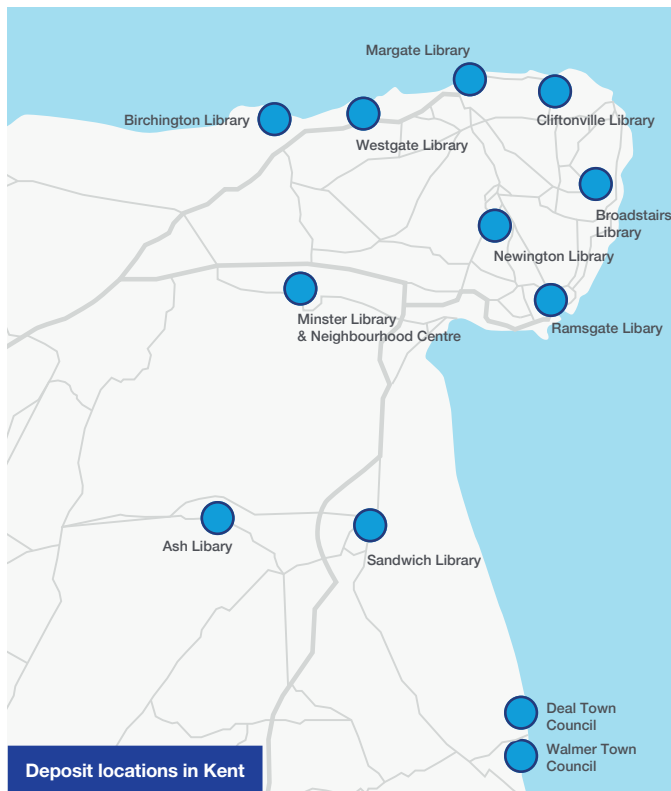 Margate Library
Birchington Library
Cliftonville Library
Westgate Library
Broadstairs
Library
Newington Library
Minster Library
& Neighbourhood Centre
Ramsgate Libary
Ash Libary
Sandwich Library
Deal Town
Council
Walmer Town
Council
Deposit locations in Kent